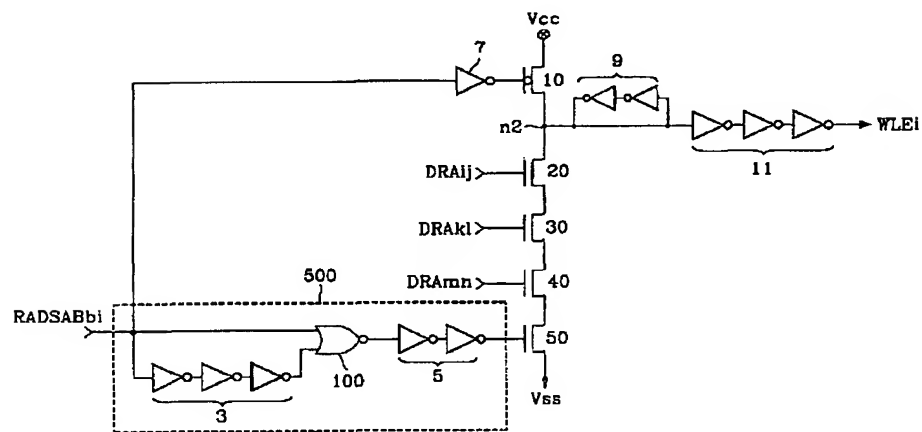 Vcc
7
10
9
n2
WLEi
11
DRAij
20
DRAkl
30
500
DRAmn
40
RADSABbi
50
100
5
3
Vss